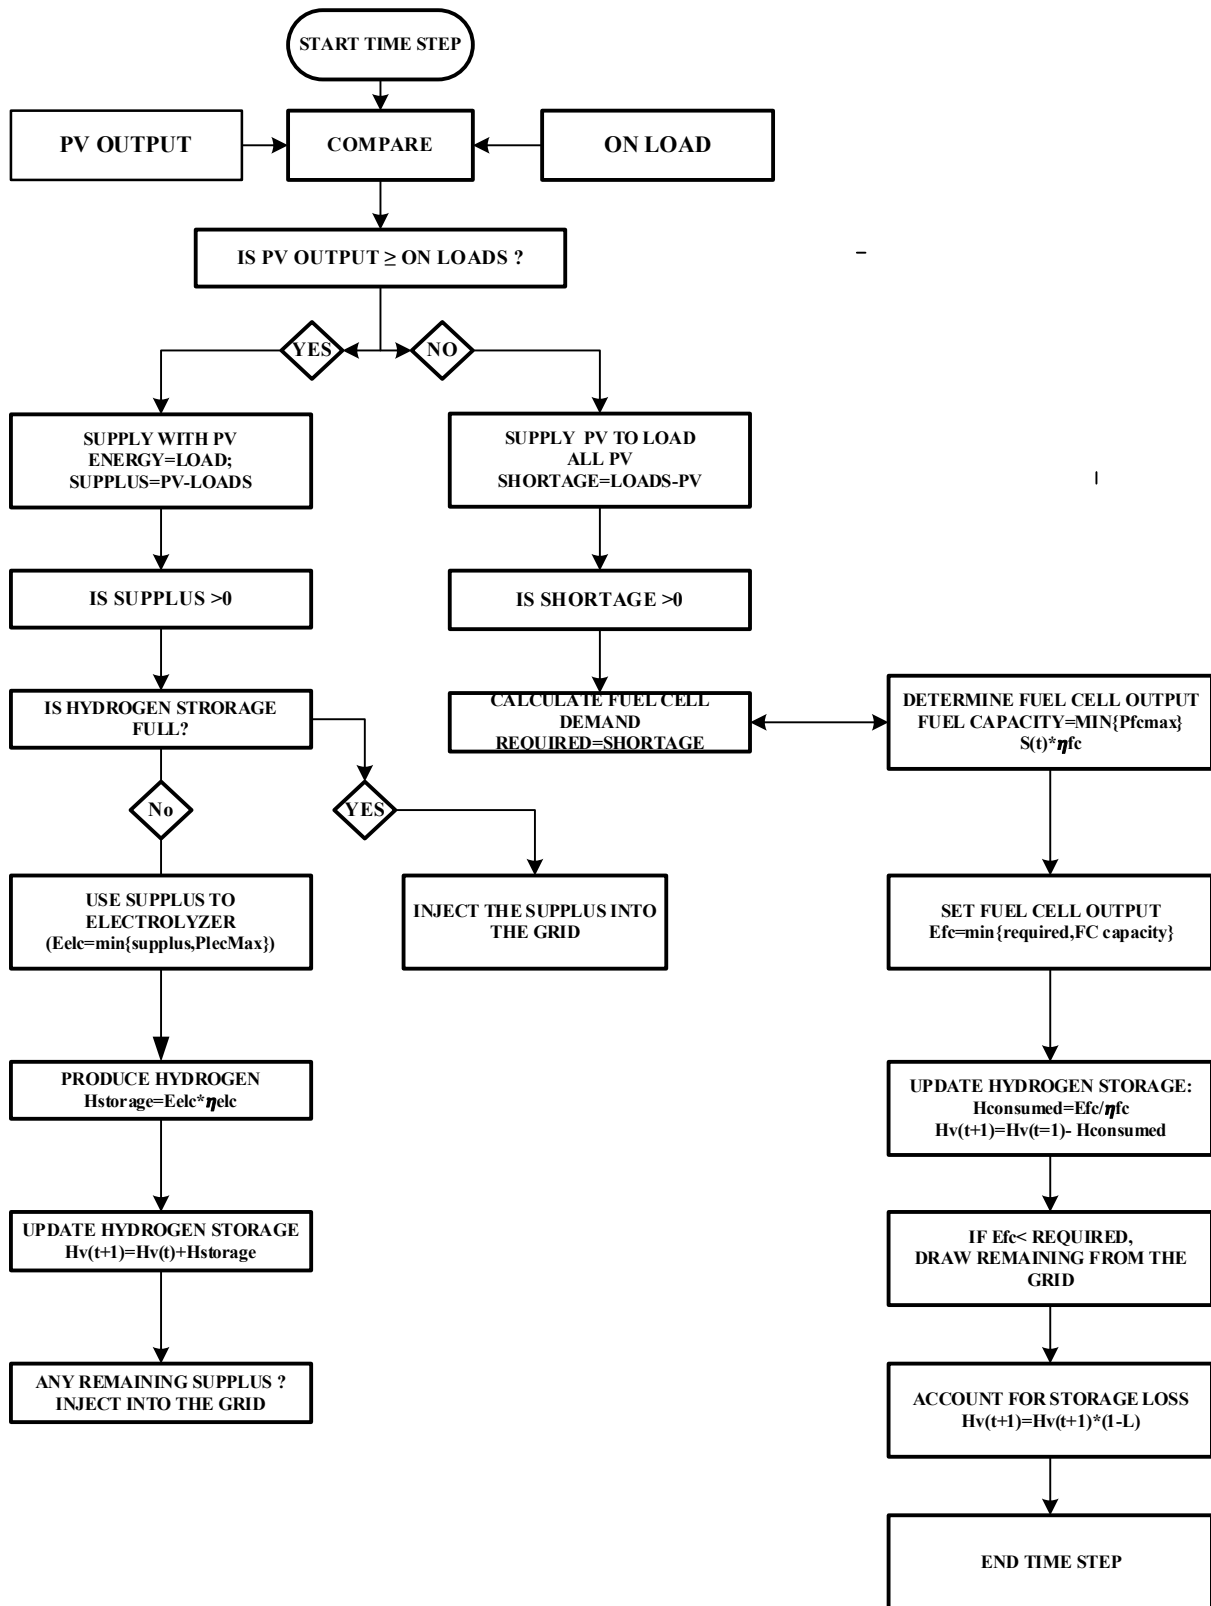 START TIME STEP
PV OUTPUT
COMPARE
ON LOAD
IS PV OUTPUT ≥ ON LOADS ?
YES
NO
SUPPLY WITH PV
ENERGY=LOAD;
SUPPLUS=PV-LOADS
SUPPLY PV TO LOAD
ALL PV
SHORTAGE=LOADS-PV
IS SUPPLUS >0
IS SHORTAGE >0
IS HYDROGEN STRORAGE
FULL?
CALCULATE FUEL CELL
DEMAND
REQUIRED=SHORTAGE
DETERMINE FUEL CELL OUTPUT
FUEL CAPACITY=MIN{Pfcmax}
S(t)*ηfc
No
YES
USE SUPPLUS TO
ELECTROLYZER
(Eelc=min{supplus,PlecMax})
INJECT THE SUPPLUS INTO
THE GRID
SET FUEL CELL OUTPUT
Efc=min{required,FC capacity}
PRODUCE HYDROGEN
Hstorage=Eelc*ηelc
UPDATE HYDROGEN STORAGE:
Hconsumed=Efc/ηfc
Hv(t+1)=Hv(t=1)- Hconsumed
UPDATE HYDROGEN STORAGE
Hv(t+1)=Hv(t)+Hstorage
IF Efc< REQUIRED,
DRAW REMAINING FROM THE
GRID
ANY REMAINING SUPPLUS ?
INJECT INTO THE GRID
ACCOUNT FOR STORAGE LOSS
Hv(t+1)=Hv(t+1)*(1-L)
END TIME STEP